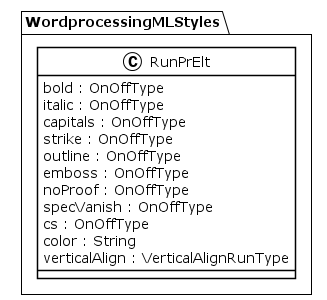 WordprocessingMLStyles
C RunPrElt
bold : OnOffType
italic : OnOffType
capitals : OnOffType
strike : OnOffType
outline : OnOffType
emboss : OnOffType
noProof : OnOffType
specVanish : OnOffType
cs : OnOffType
color : String
verticalAlign : VerticalAlignRunType